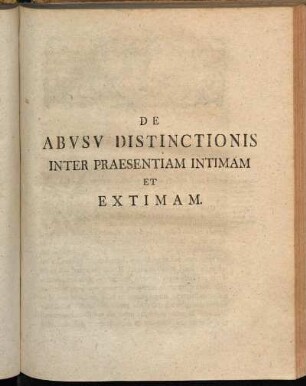 DE
ABVSV DISTINCTIONIS
INTER PRAESENTIAM INTIMAM
ET
EXTIMAM.